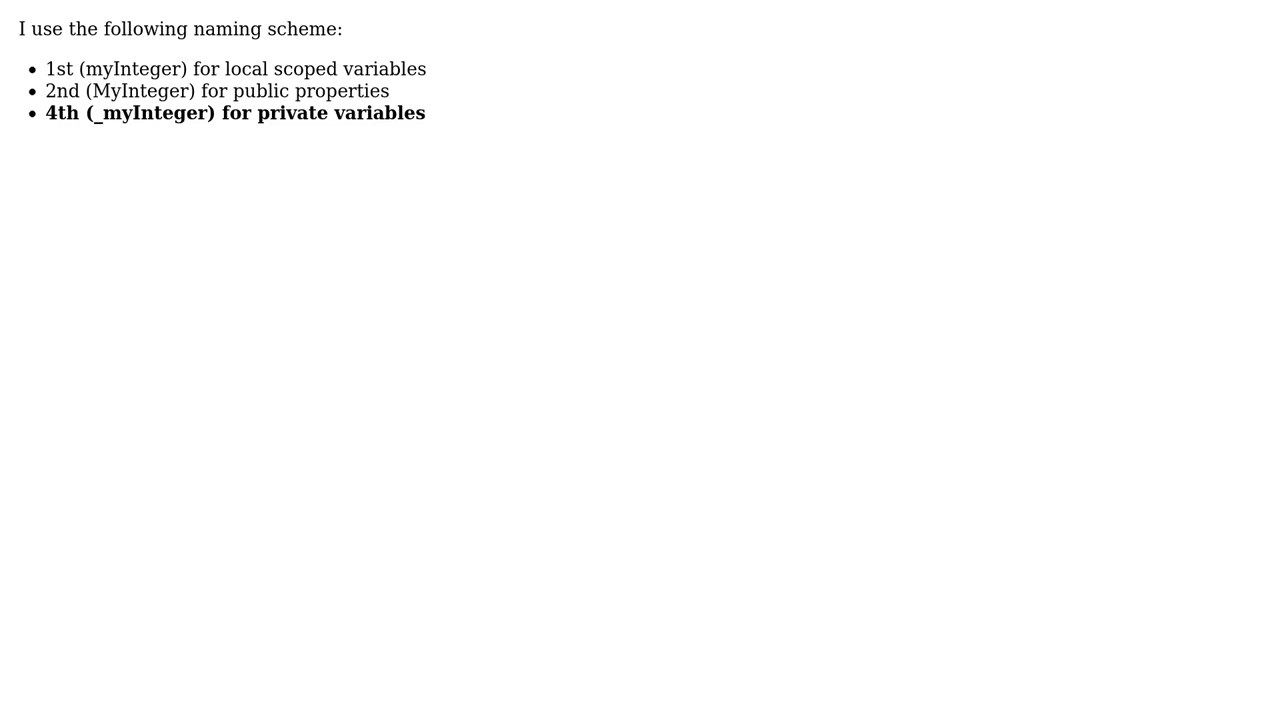 I use the following naming scheme:
• 1st (myInteger) for local scoped variables
• 2nd (MyInteger) for public properties
• 4th (_myInteger) for private variables